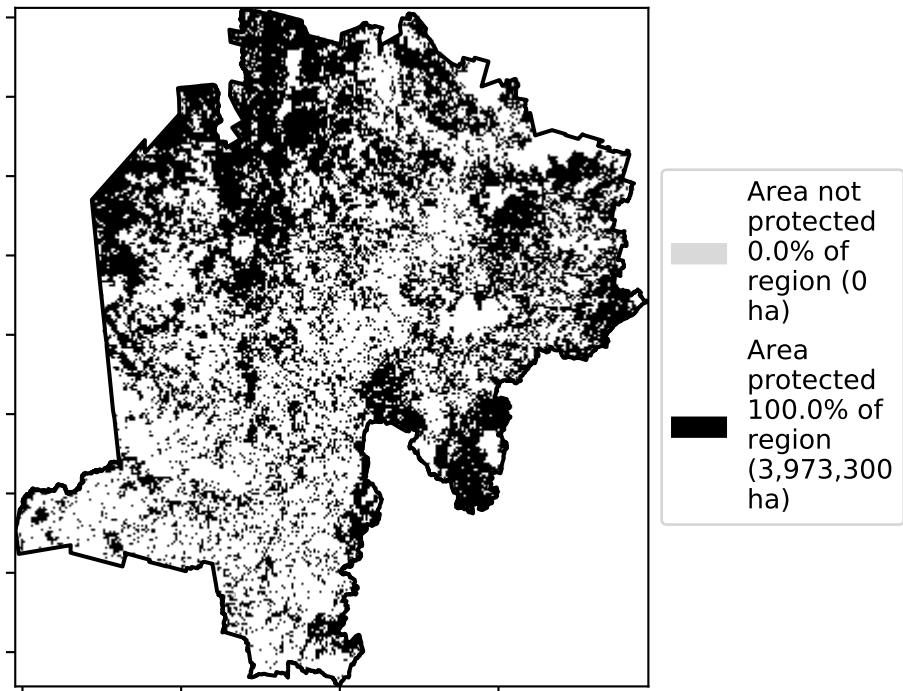 Area not
protected
0.0% of
region (0
ha)
Area
protected
100.0% of
region
(3,973,300
ha)